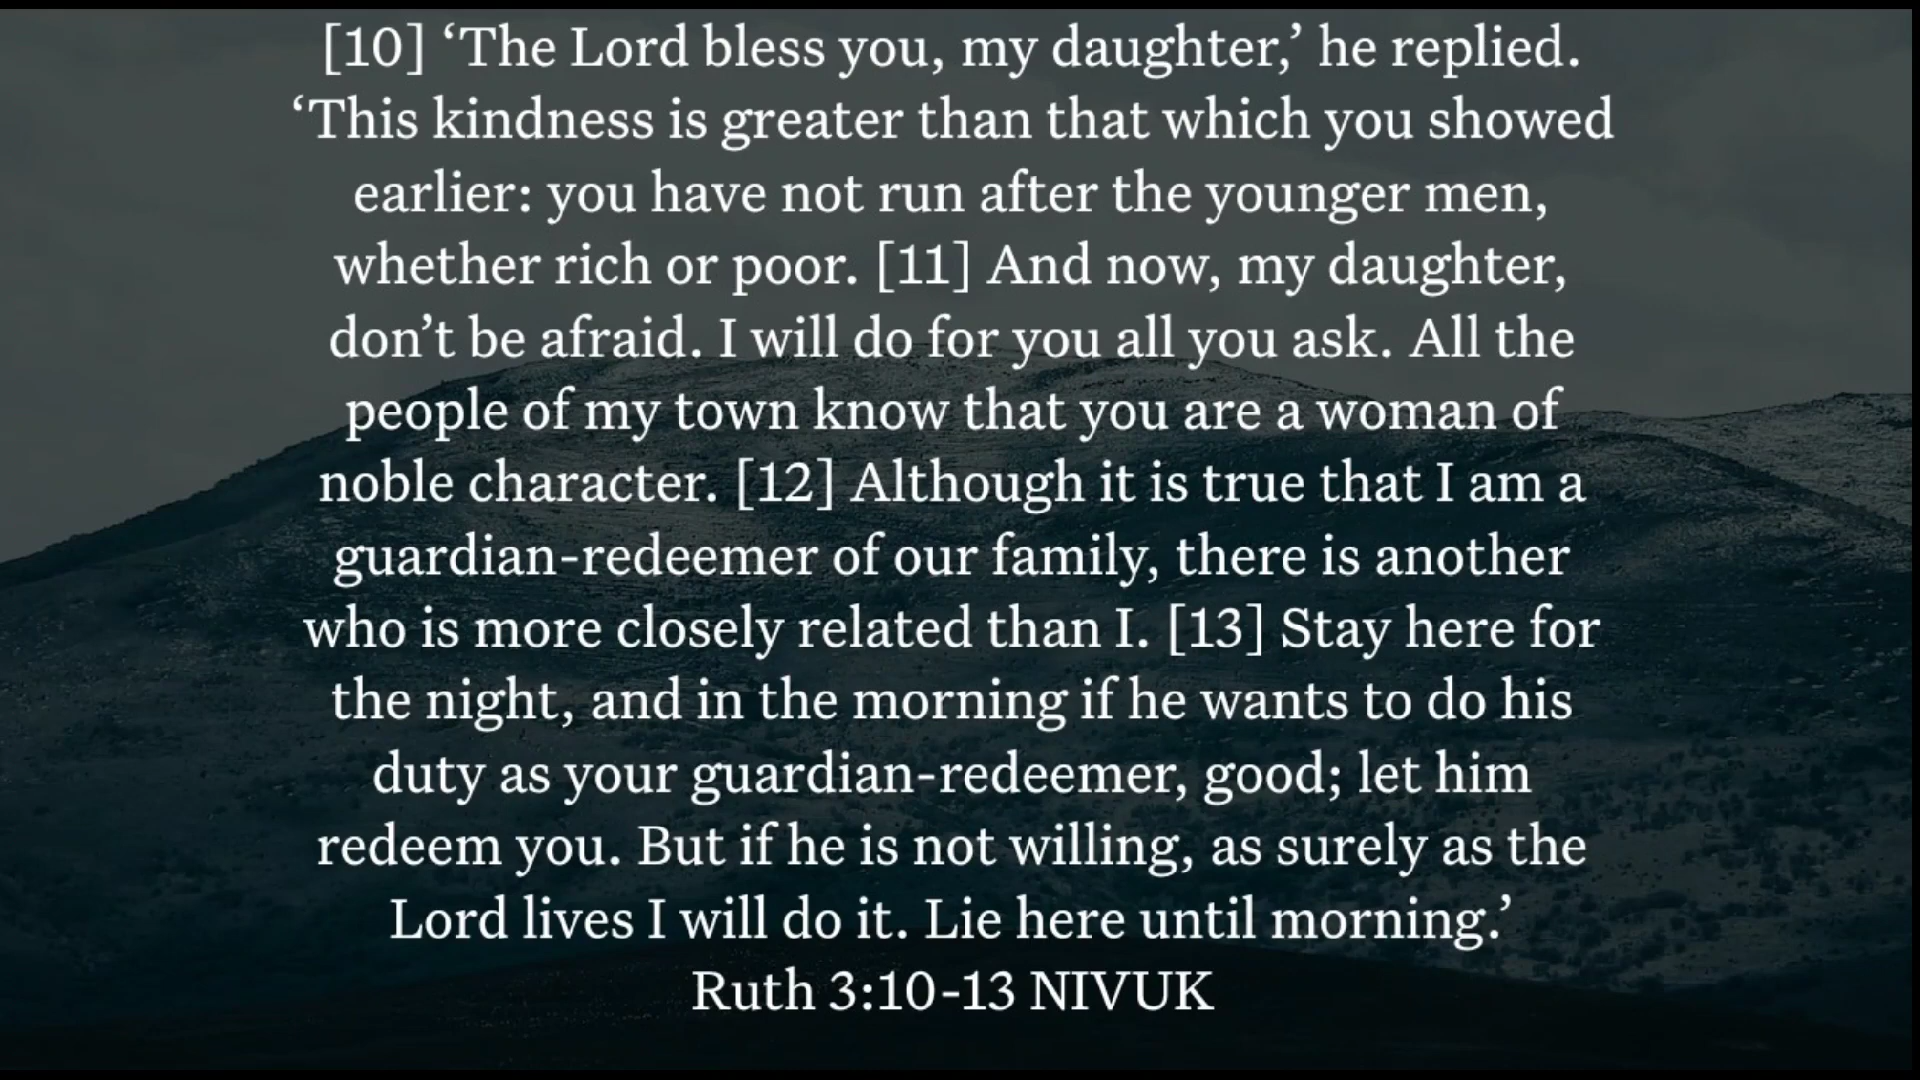 [10] ‘The Lord bless you, my daughter,’ he replied.
‘This kindness is greater than that which you showed
earlier: you have not run after the younger men,
whether rich or poor. [11] And now, my daughter,
don’t be afraid. I will do for you all you ask. All the
people of my town know that you are a woman of
noble character. [12] Although it is true that I am a
guardian-redeemer of our family, there is another
who is more closely related than I. [13] Stay here for
the night, and in the morning if he wants to do his
duty as your guardian-redeemer, good; let him
redeem you. But if he is not willing, as surely as the
Lord lives I will do it. Lie here until morning.’
Ruth 3:10-13 NIVUK